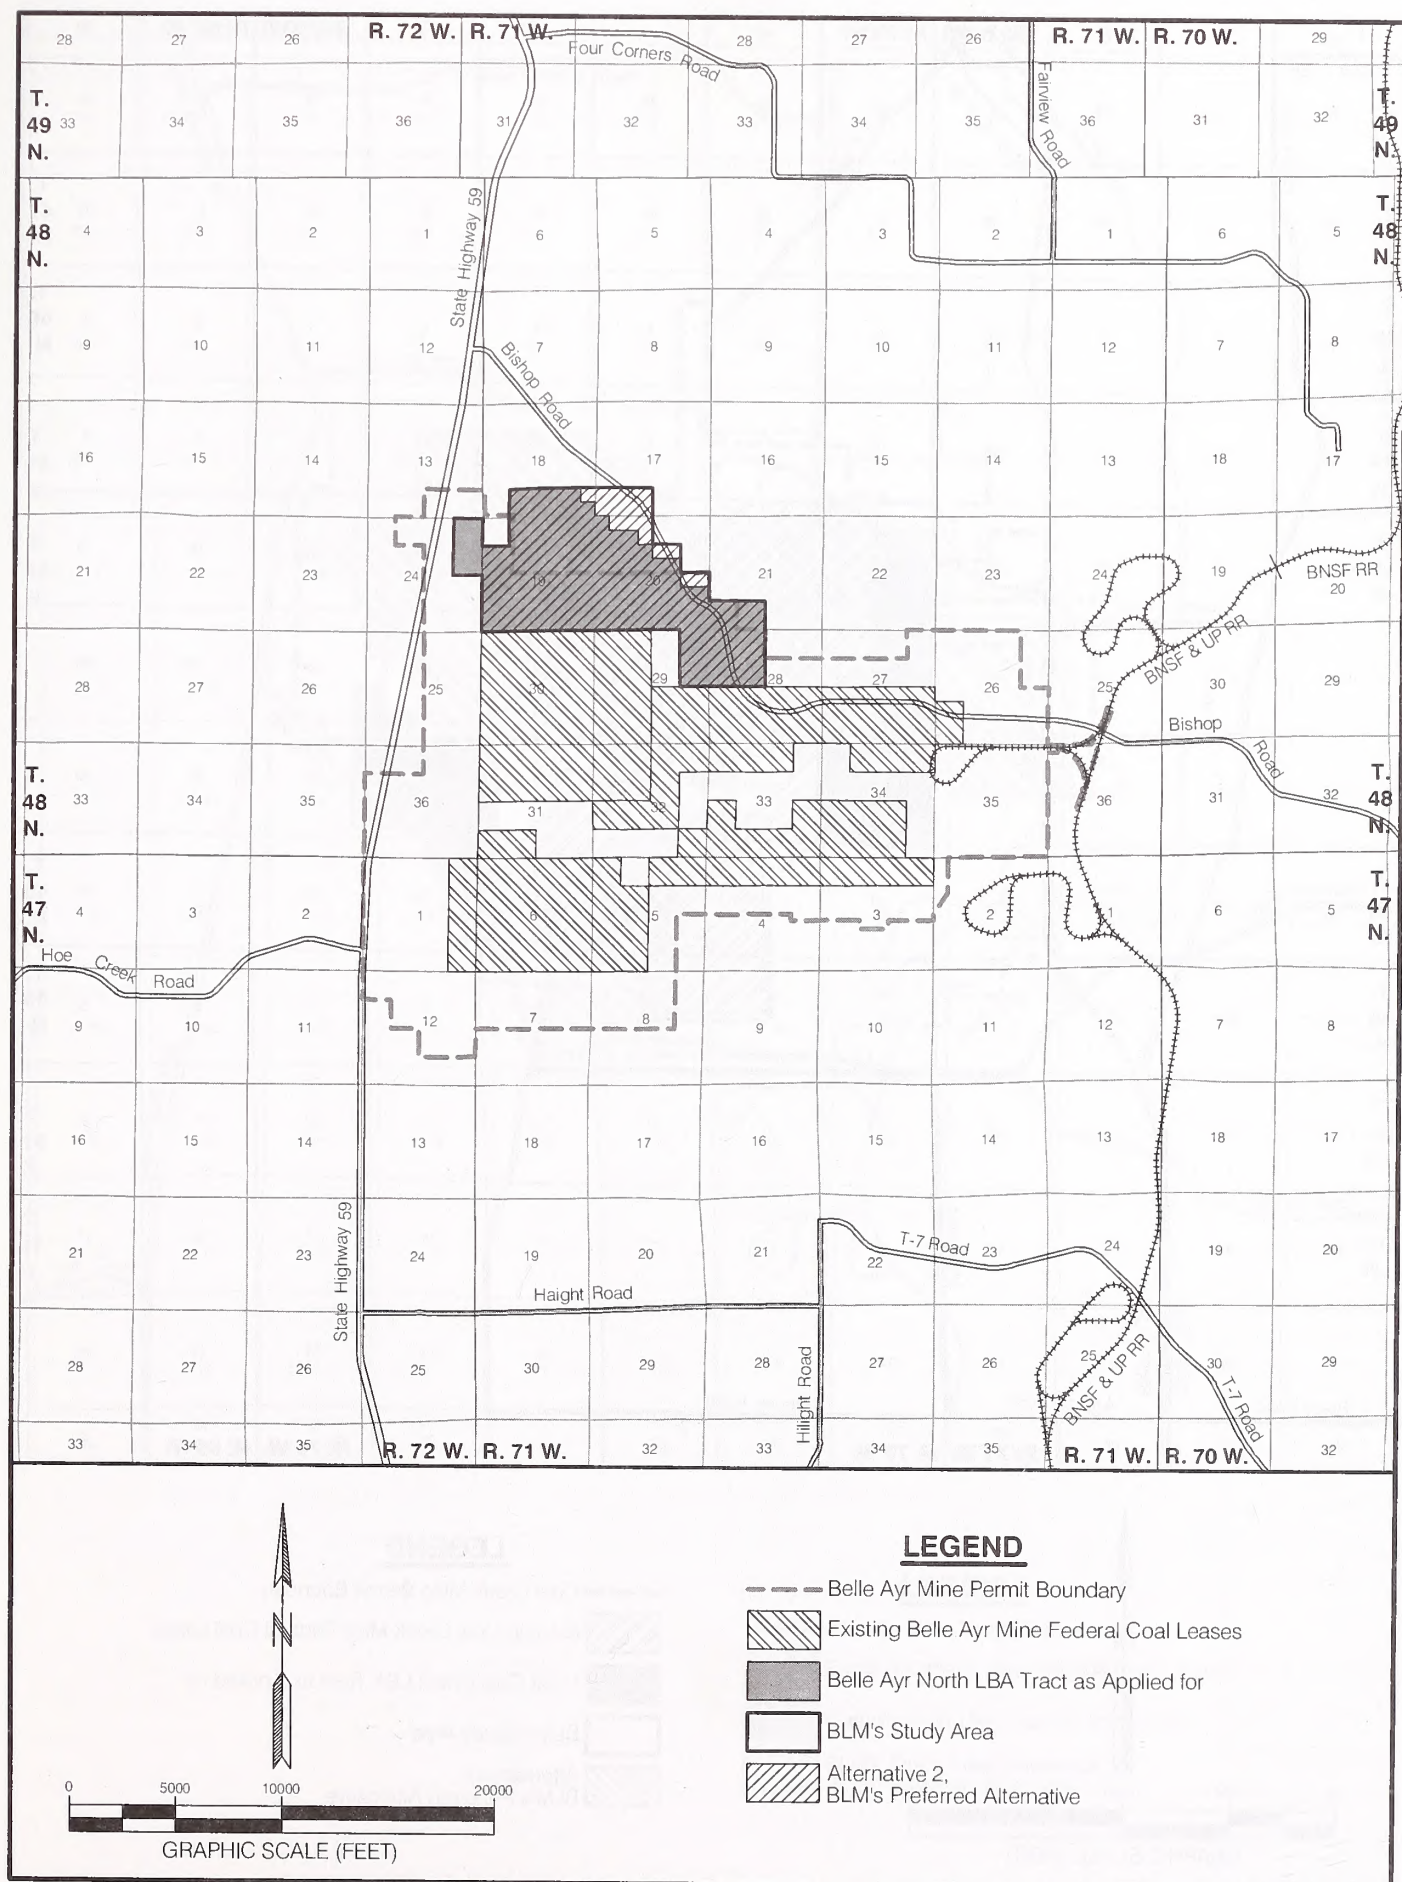 28 27 26 R. 72 W. R. 71 W. 28 27 26 R. 71 W. R. 70 W. 29
Four Corners Road
Fairview Road
T. 49 N.
33 34 35 36 31 32 33 34 35 36 31 32
T. 49 N.
T. 48 N.
4 3 2 1 6 5 4 3 2 1 6 5
T. 48 N.
State Highway 59
9 10 11 12 7 8 9 10 11 12 7 8
Bishop Road
16 15 14 13 18 17 16 15 14 13 18 17
21 22 23 24 19 20 21 22 23 24 19 20
BNSF RR
BNSF & UP RR
28 27 26 25 30 29 28 27 26 25 30 29
Bishop Road
T. 48 N.
33 34 35 36 31 32 33 34 35 36 31 32
T. 48 N.
T. 47 N.
4 3 2 1 6 5 4 3 2 1 6 5
T. 47 N.
Hoe Creek Road
9 10 11 12 7 8 9 10 11 12 7 8
16 15 14 13 18 17 16 15 14 13 18 17
21 22 23 24 19 20 21 22 23 24 19 20
T-7 Road
State Highway 59
Haight Road
28 27 26 25 30 29 28 27 26 25 30 29
Hilight Road
BNSF & UP RR
T-7 Road
33 34 35 R. 72 W. R. 71 W. 32 33 34 35 R. 71 W. R. 70 W. 32
N
LEGEND
Belle Ayr Mine Permit Boundary
Existing Belle Ayr Mine Federal Coal Leases
Belle Ayr North LBA Tract as Applied for
BLM's Study Area
Alternative 2,
BLM's Preferred Alternative
0 5000 10000 20000
GRAPHIC SCALE (FEET)